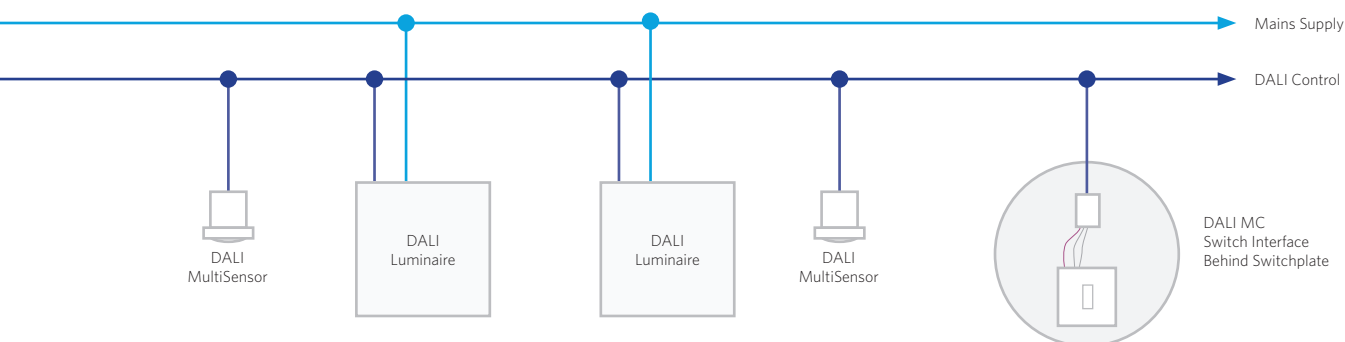 Mains Supply
DALI Control
DALI
MultiSensor
DALI
Luminaire
DALI
Luminaire
DALI
MultiSensor
DALI MC
Switch Interface
Behind Switchplate